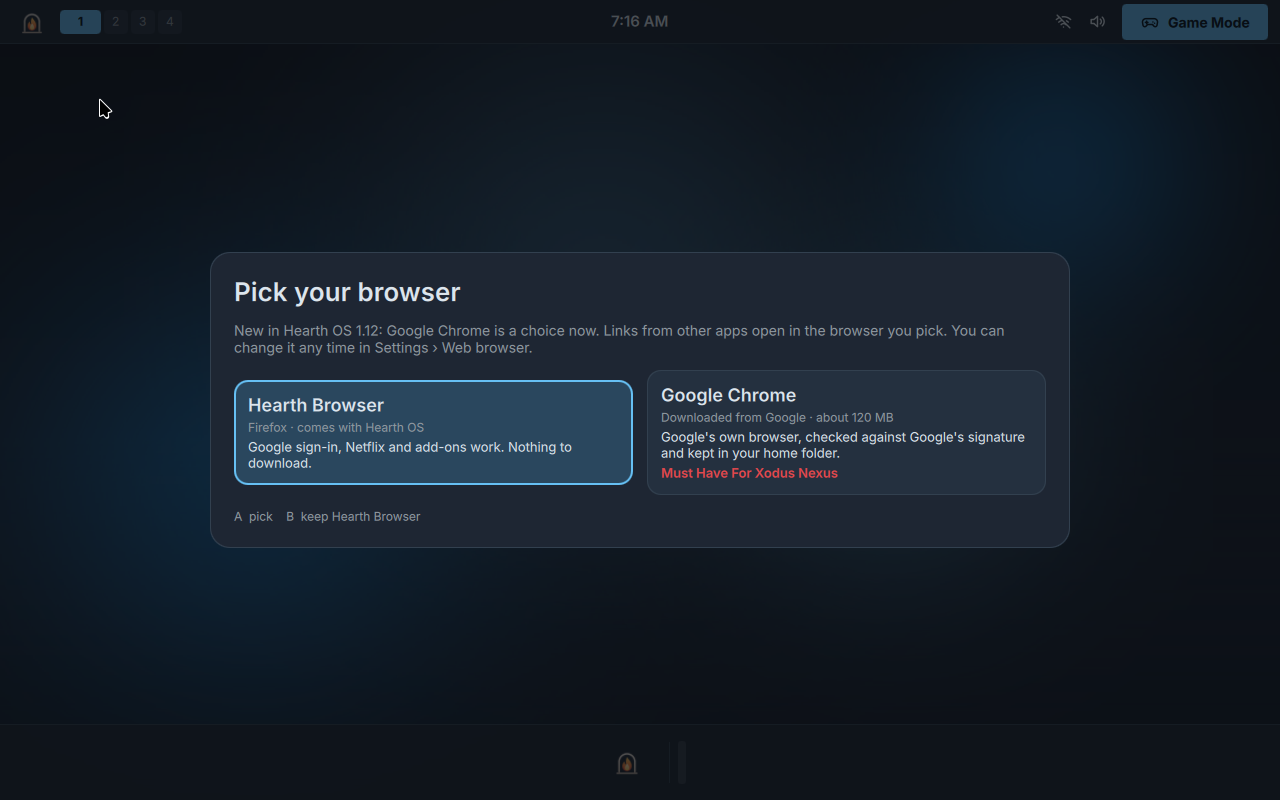 1 2 3 4
7:16 AM
Game Mode
Pick your browser
New in Hearth OS 1.12: Google Chrome is a choice now. Links from other apps open in the browser you pick. You can
change it any time in Settings › Web browser.
Hearth Browser
Firefox · comes with Hearth OS
Google sign-in, Netflix and add-ons work. Nothing to
download.
Google Chrome
Downloaded from Google · about 120 MB
Google's own browser, checked against Google's signature
and kept in your home folder.
Must Have For Xodus Nexus
A pick B keep Hearth Browser